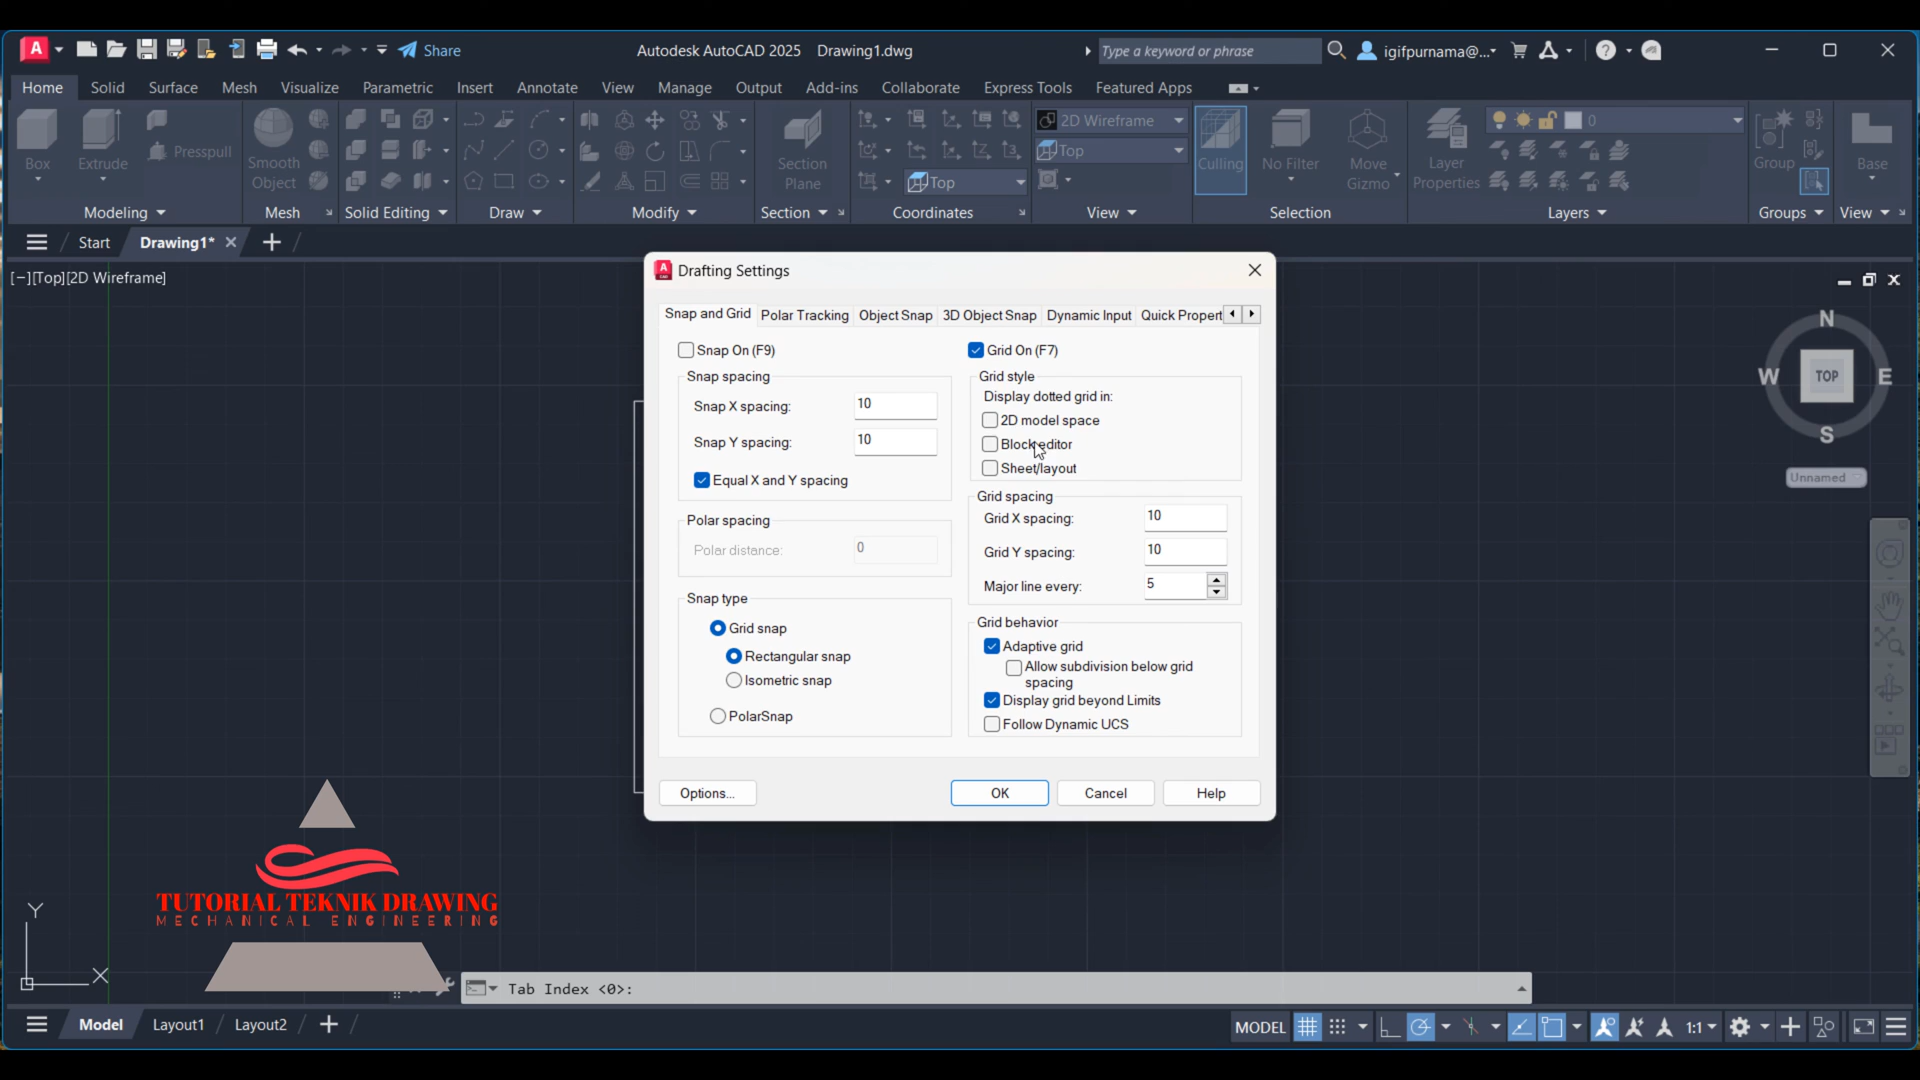 Share
Autodesk AutoCAD 2025 Drawing1.dwg
Type a keyword or phrase
igifpurnama@...
Home Solid Surface Mesh Visualize Parametric Insert Annotate View Manage Output Add-ins Collaborate Express Tools Featured Apps
Box
Extrude
Presspull
Smooth Object
Section Plane
Top
2D Wireframe
Top
Culling
No Filter
Move Gizmo
Layer Properties
0
Group
Base
Modeling Mesh Solid Editing Draw Modify Section Coordinates View Selection Layers Groups View
Start Drawing1*
[−][Top][2D Wireframe]
N
W TOP E
S
Unnamed
Drafting Settings
Snap and Grid Polar Tracking Object Snap 3D Object Snap Dynamic Input Quick Propert
Snap On (F9)
Snap spacing
Snap X spacing: 10
Snap Y spacing: 10
Equal X and Y spacing
Polar spacing
Polar distance: 0
Snap type
Grid snap
Rectangular snap
Isometric snap
PolarSnap
Grid On (F7)
Grid style
Display dotted grid in:
2D model space
Block editor
Sheet/layout
Grid spacing
Grid X spacing: 10
Grid Y spacing: 10
Major line every: 5
Grid behavior
Adaptive grid
Allow subdivision below grid
spacing
Display grid beyond Limits
Follow Dynamic UCS
Options... OK Cancel Help
TUTORIAL TEKNIK DRAWING
MECHANICAL ENGINEERING
Y
X
Tab Index <0>:
Model Layout1 Layout2
MODEL 1:1